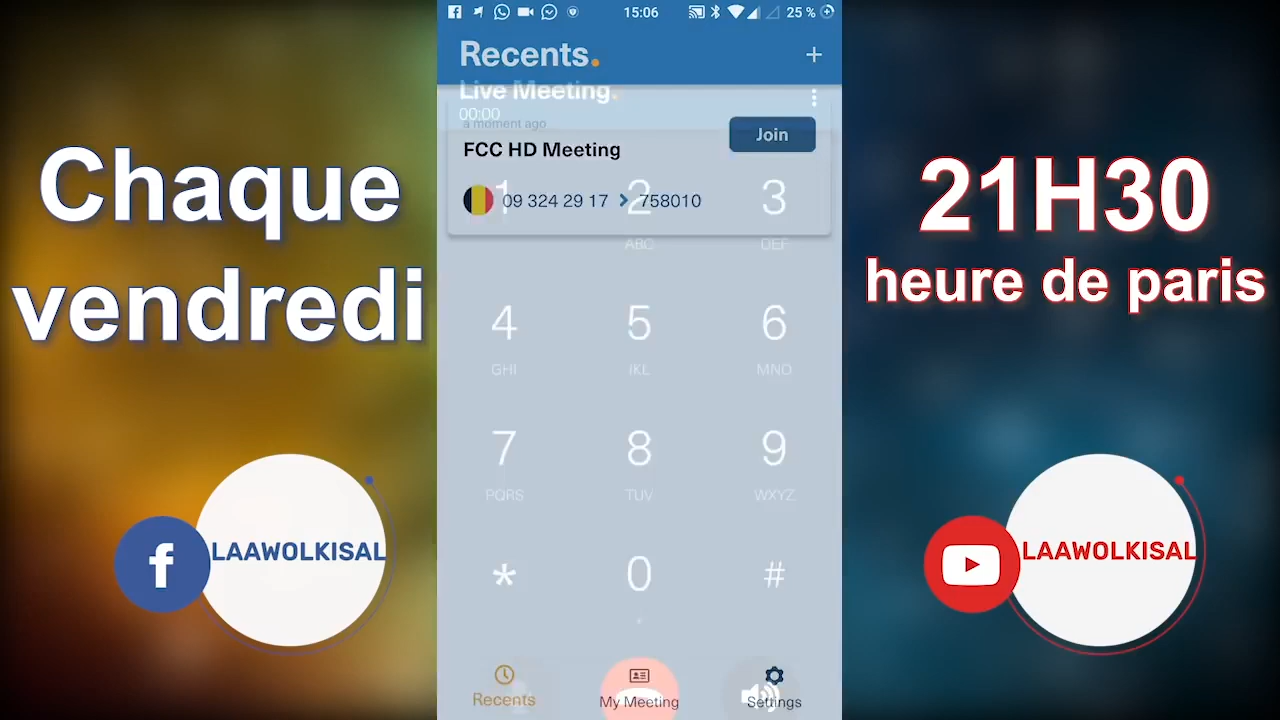 Chaque
vendredi
LAAWOLKISAL
15:06
25 %
Recents.
+
Live Meeting.
00:00
a moment ago
Join
FCC HD Meeting
09 324 29 17 > 758010
1
2
3
ABC
DEF
4
5
6
GHI
JKL
MNO
7
8
9
PQRS
TUV
WXYZ
*
0
#
Recents
My Meeting
Settings
21H30
heure de paris
LAAWOLKISAL